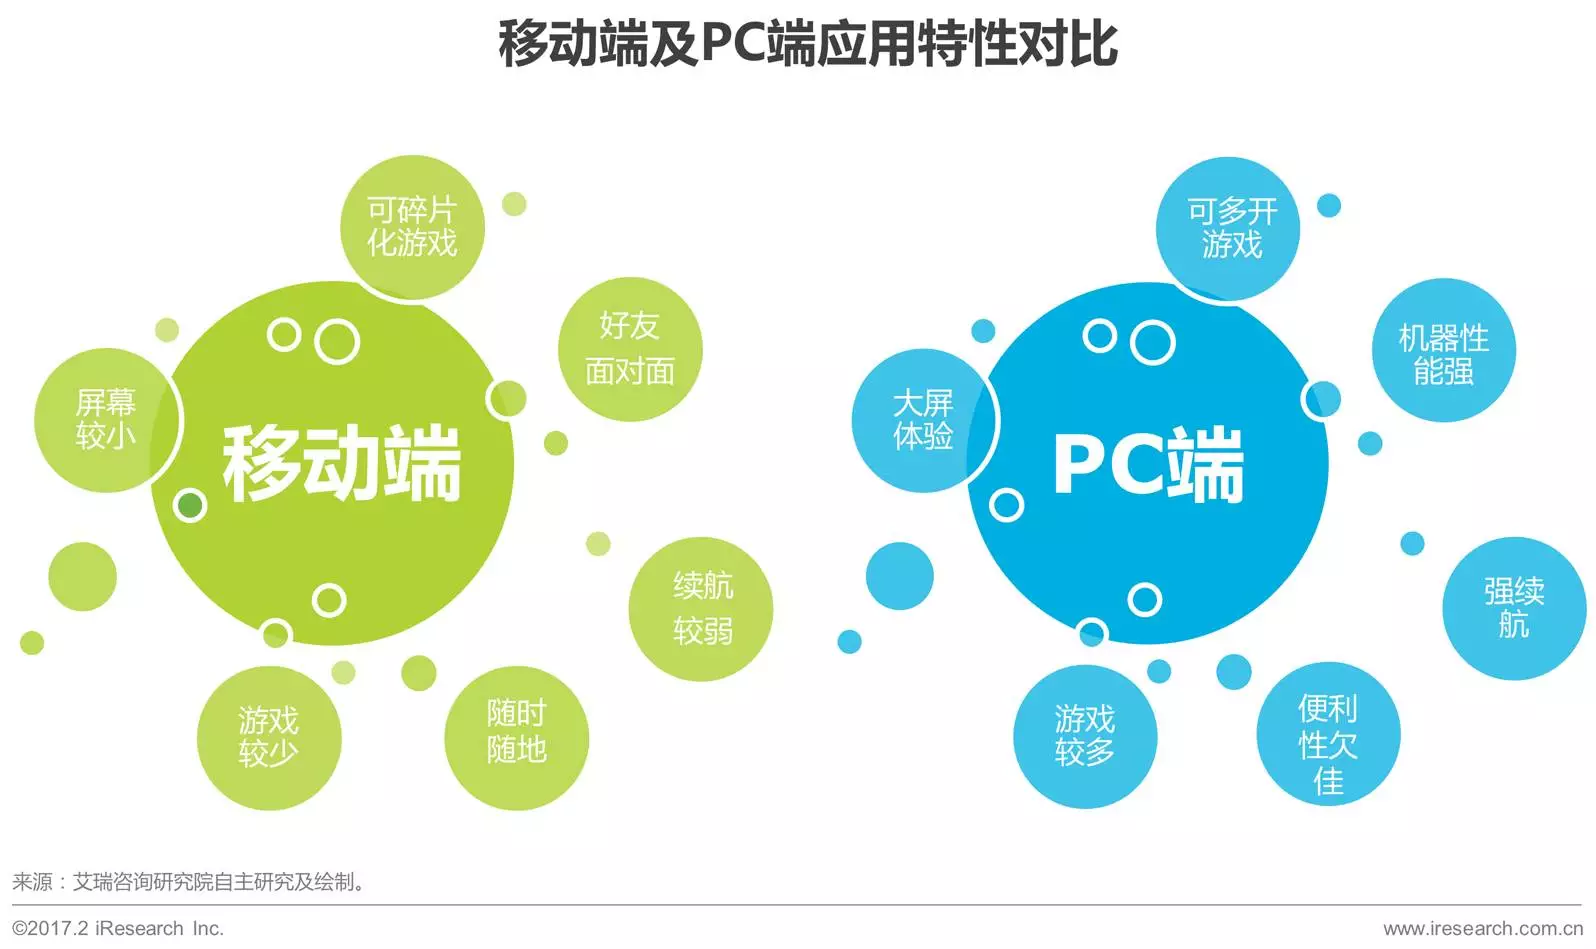 移动端及PC端应用特性对比
可碎片
化游戏
好友
面对面
屏幕
较小
移动端
续航
较弱
游戏
较少
随时
随地
可多开
游戏
机器性
能强
大屏
体验
PC端
强续
航
游戏
较多
便利
性欠
佳
来源：艾瑞咨询研究院自主研究及绘制。
©2017.2 iResearch Inc.
www.iresearch.com.cn